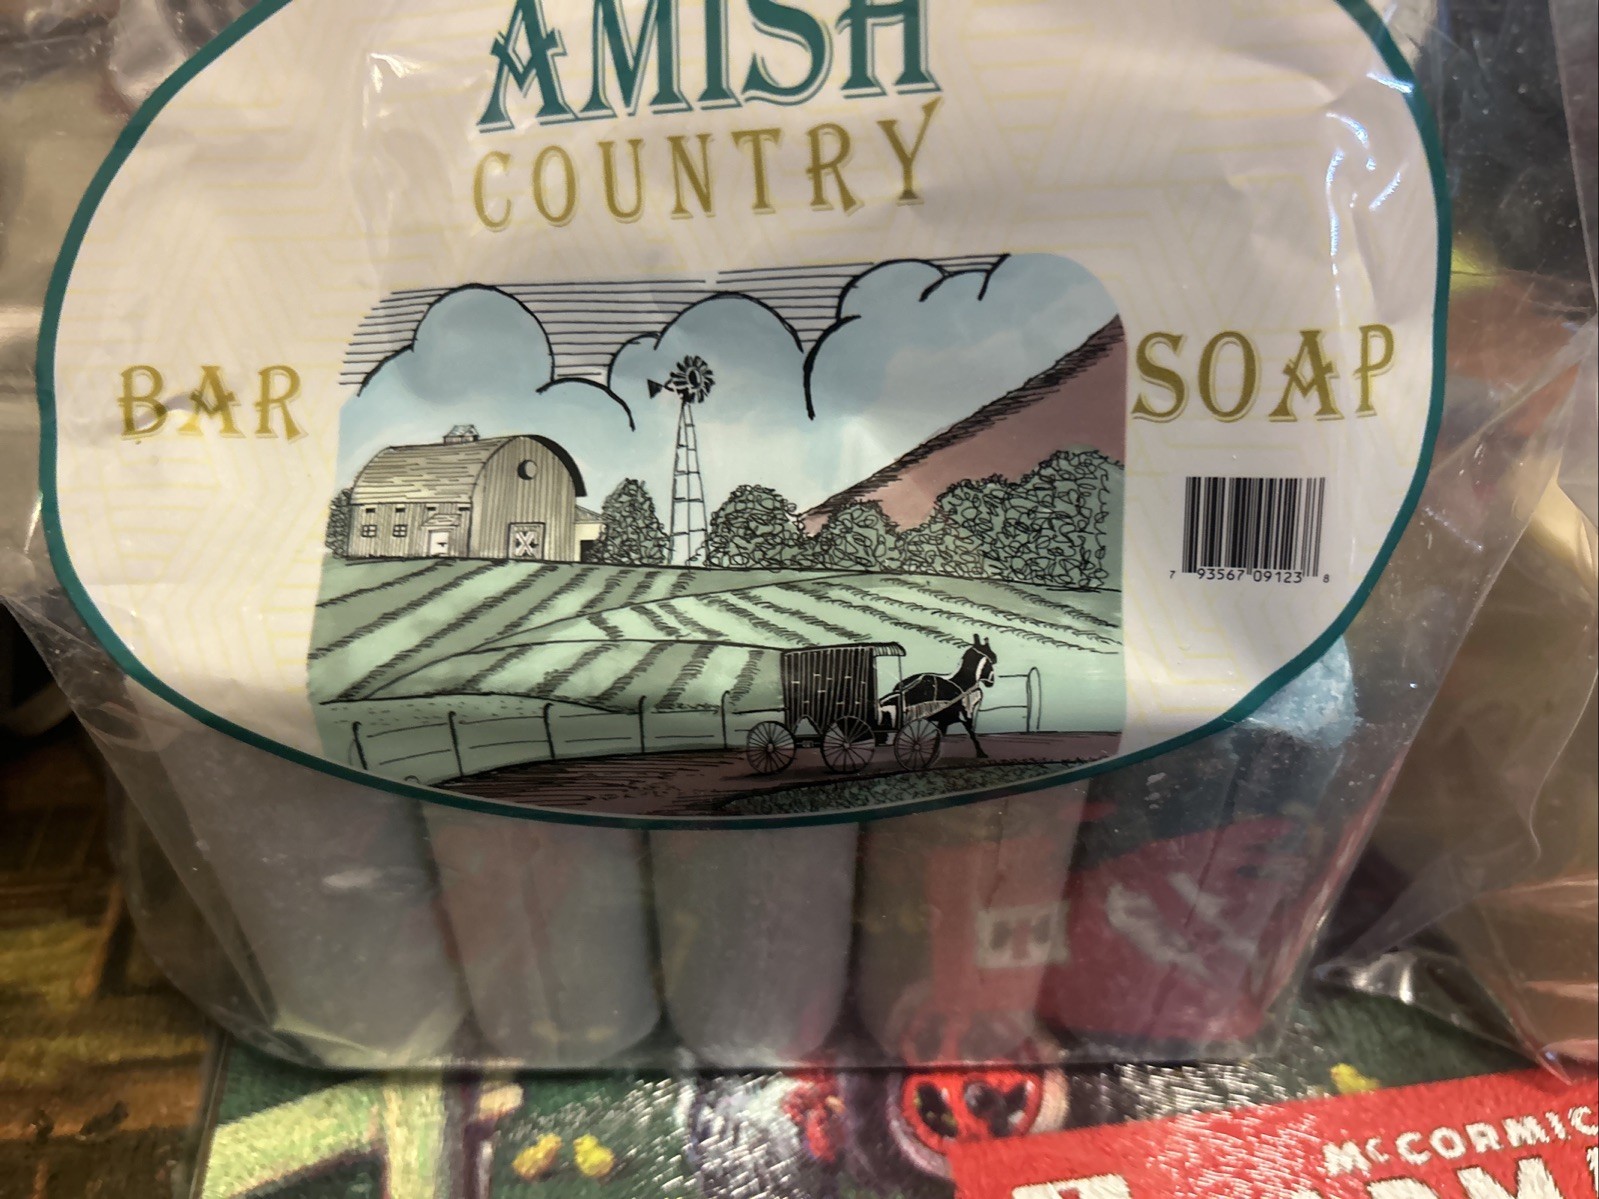 AMISH
COUNTRY
BAR
SOAP
7 93567 09123 8
McCORMIC